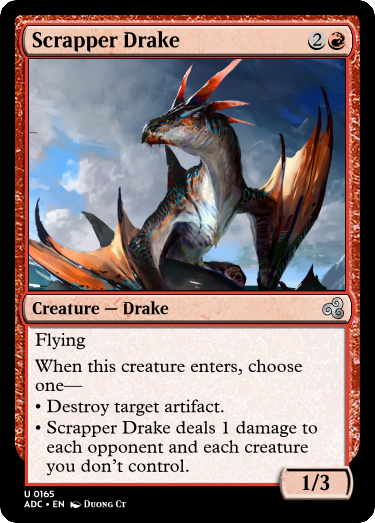 Scrapper Drake 2
Creature — Drake
Flying
When this creature enters, choose
one—
• Destroy target artifact.
• Scrapper Drake deals 1 damage to
each opponent and each creature
you don't control.
1/3
U 0165
ADC • EN Duong Ct